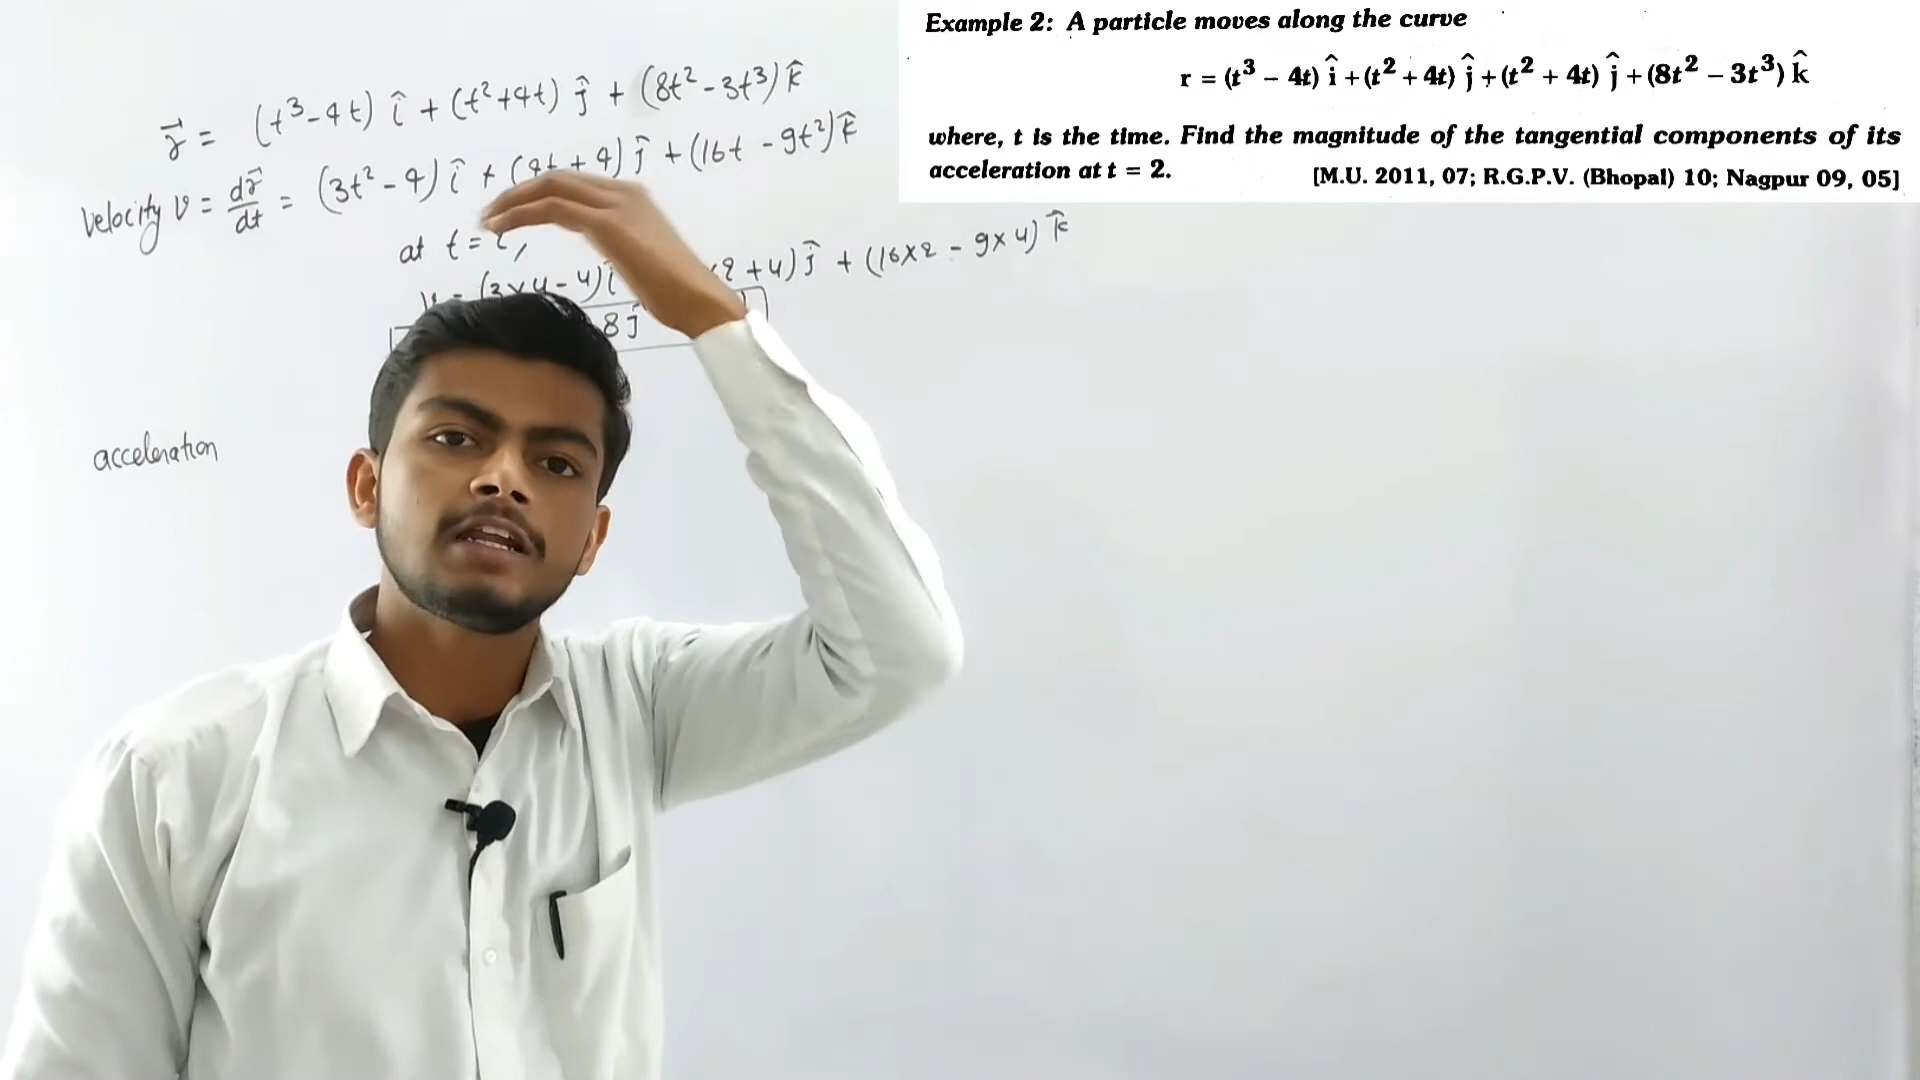 Example 2: A particle moves along the curve
r = (t³ – 4t) î + (t² + 4t) ĵ + (t² + 4t) ĵ + (8t² – 3t³) k̂
where, t is the time. Find the magnitude of the tangential components of its
acceleration at t = 2.
[M.U. 2011, 07; R.G.P.V. (Bhopal) 10; Nagpur 09, 05]
r⃗ = (t³-4t) î + (t²+4t) ĵ + (8t²-3t³) k̂
velocity v = dr⃗/dt = (3t²-4) î + (2t+4) ĵ + (16t - 9t²) k̂
at t =
(3×4-4) î 2+4) ĵ + (16×2 - 9×4) k̂
8ĵ
acceleration